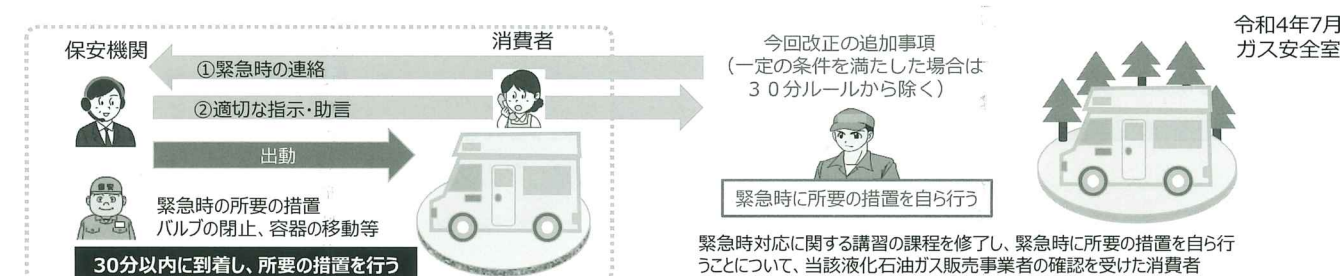 令和4年7月
ガス安全室
保安機関
消費者
①緊急時の連絡
②適切な指示・助言
出動
保安
緊急時の所要の措置
バルブの閉止、容器の移動等
30分以内に到着し、所要の措置を行う
今回改正の追加事項
(一定の条件を満たした場合は
30分ルールから除く)
緊急時に所要の措置を自ら行う
緊急時対応に関する講習の課程を修了し、緊急時に所要の措置を自ら行
うことについて、当該液化石油ガス販売事業者の確認を受けた消費者